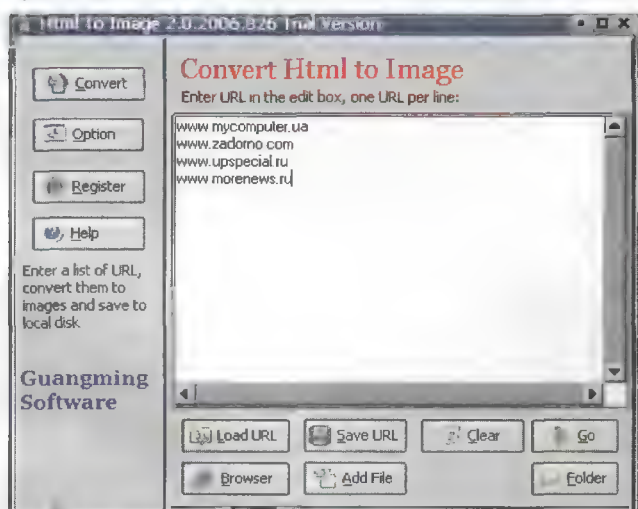 Html to Image 2.0.2006.826 Trial Version
Convert
Option
Register
Help
Enter a list of URL,
convert them to
images and save to
local disk
Guangming
Software
Convert Html to Image
Enter URL in the edit box, one URL per line:
www mycomputer.ua
www.zadorno com
www.upspecial ru
www morenews.ru
Load URL
Save URL
Clear
Go
Browser
Add File
Folder